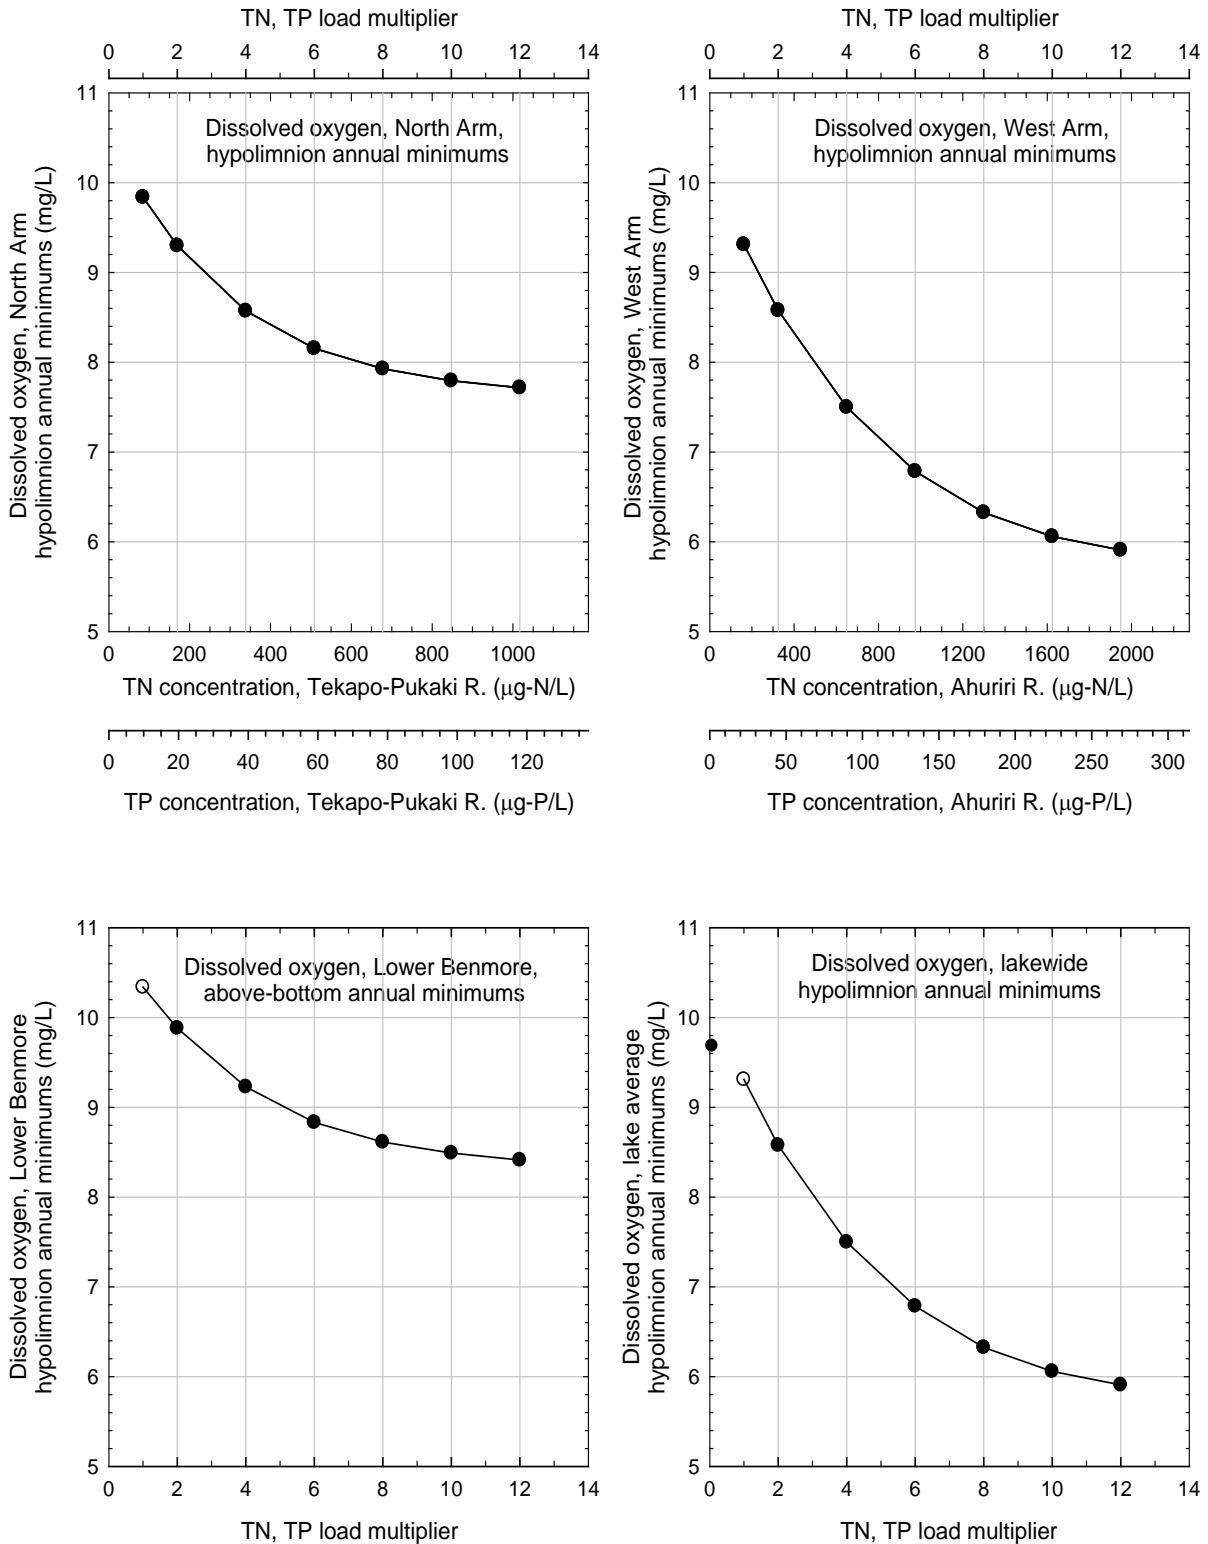 TN, TP load multiplier
0 2 4 6 8 10 12 14
Dissolved oxygen, North Arm,
hypolimnion annual minimums
Dissolved oxygen, North Arm
hypolimnion annual minimums (mg/L)
11
10
9
8
7
6
5
0 200 400 600 800 1000
TN concentration, Tekapo-Pukaki R. (μg-N/L)
0 20 40 60 80 100 120
TP concentration, Tekapo-Pukaki R. (μg-P/L)
TN, TP load multiplier
0 2 4 6 8 10 12 14
Dissolved oxygen, West Arm,
hypolimnion annual minimums
Dissolved oxygen, West Arm
hypolimnion annual minimums (mg/L)
11
10
9
8
7
6
5
0 400 800 1200 1600 2000
TN concentration, Ahuriri R. (μg-N/L)
0 50 100 150 200 250 300
TP concentration, Ahuriri R. (μg-P/L)
Dissolved oxygen, Lower Benmore,
above-bottom annual minimums
Dissolved oxygen, Lower Benmore
hypolimnion annual minimums (mg/L)
11
10
9
8
7
6
5
0 2 4 6 8 10 12 14
TN, TP load multiplier
Dissolved oxygen, lakewide
hypolimnion annual minimums
Dissolved oxygen, lake average
hypolimnion annual minimums (mg/L)
11
10
9
8
7
6
5
0 2 4 6 8 10 12 14
TN, TP load multiplier